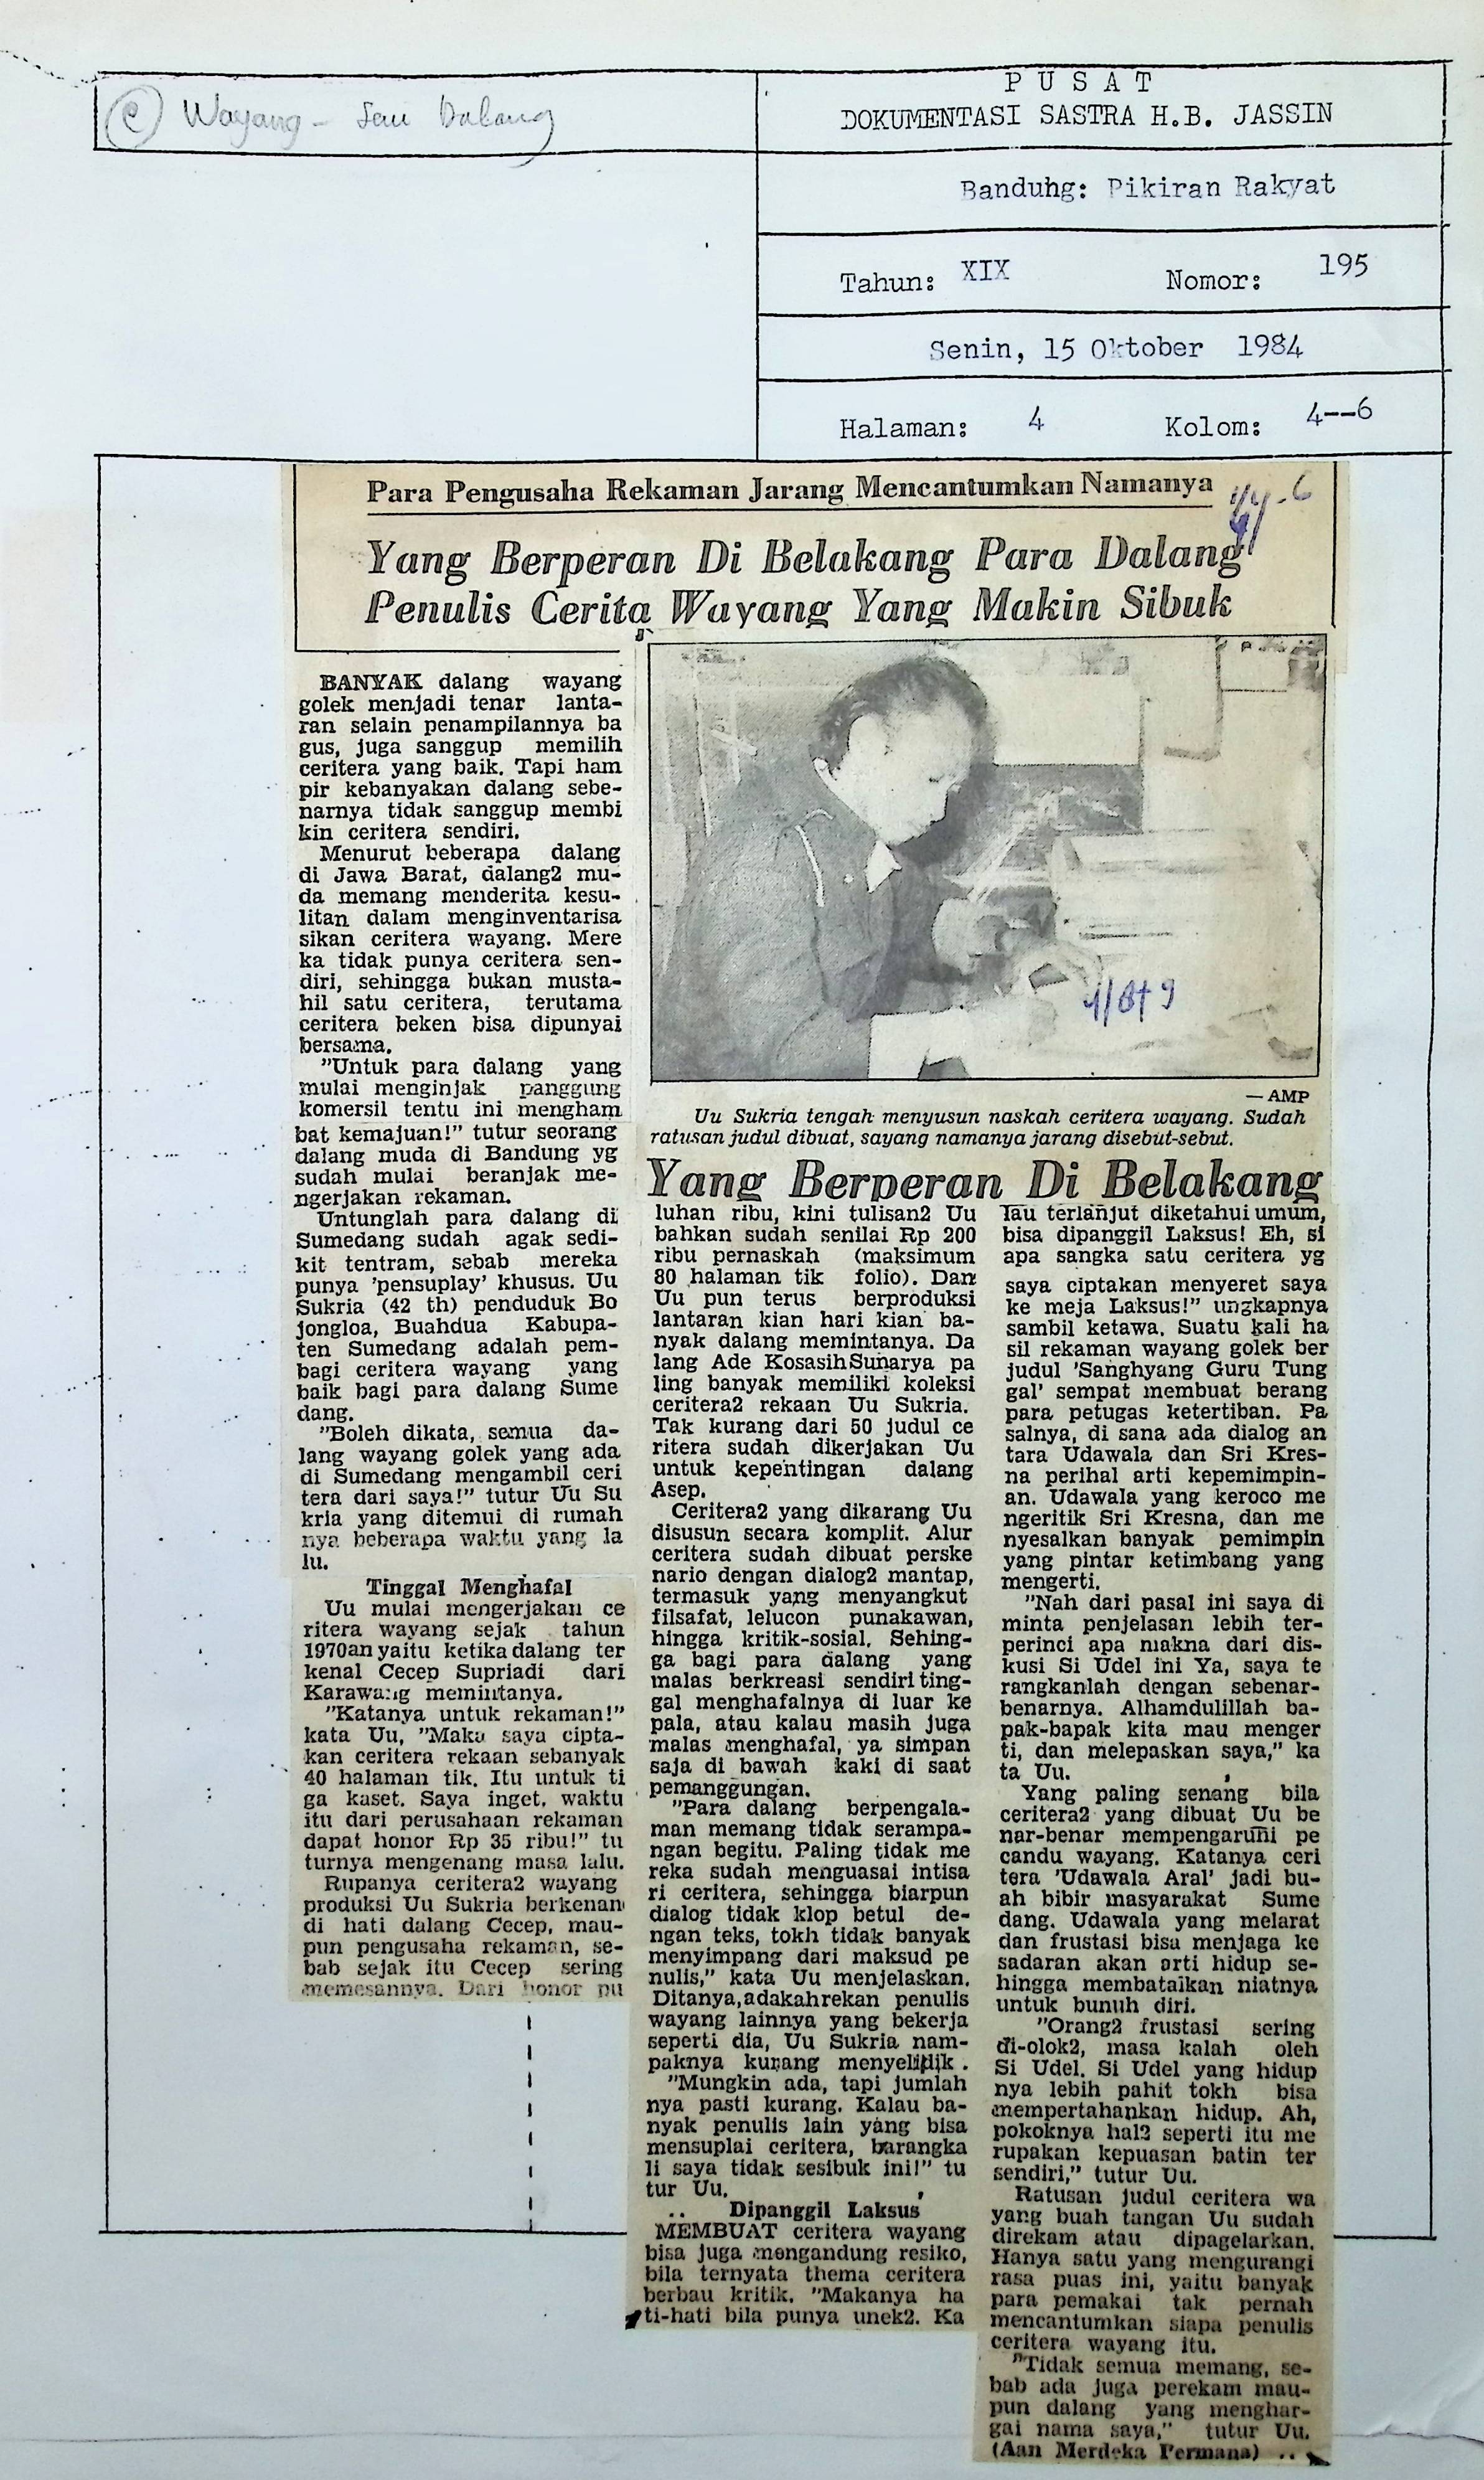 © Wayang - Seni Dalang
PUSAT
DOKUMENTASI SASTRA H.B. JASSIN
Banduhg: Pikiran Rakyat
Tahun: XIX Nomor: 195
Senin, 15 Oktober 1984
Halaman: 4 Kolom: 4--6
Para Pengusaha Rekaman Jarang Mencantumkan Namanya
Yang Berperan Di Belakang Para Dalang
Penulis Cerita Wayang Yang Makin Sibuk
BANYAK dalang wayang
golek menjadi tenar lanta-
ran selain penampilannya ba
gus, juga sanggup memilih
ceritera yang baik. Tapi ham
pir kebanyakan dalang sebe-
narnya tidak sanggup membi
kin ceritera sendiri.
Menurut beberapa dalang
di Jawa Barat, dalang2 mu-
da memang menderita kesu-
litan dalam menginventarisa
sikan ceritera wayang. Mere
ka tidak punya ceritera sen-
diri, sehingga bukan musta-
hil satu ceritera, terutama
ceritera beken bisa dipunyai
bersama.
"Untuk para dalang yang
mulai menginjak panggung
komersil tentu ini mengham
bat kemajuan!" tutur seorang
dalang muda di Bandung yg
sudah mulai beranjak me-
ngerjakan rekaman.
Untunglah para dalang di
Sumedang sudah agak sedi-
kit tentram, sebab mereka
punya 'pensuplay' khusus. Uu
Sukria (42 th) penduduk Bo
jongloa, Buahdua Kabupa-
ten Sumedang adalah pem-
bagi ceritera wayang yang
baik bagi para dalang Sume
dang.
"Boleh dikata, semua da-
lang wayang golek yang ada
di Sumedang mengambil ceri
tera dari saya!" tutur Uu Su
kria yang ditemui di rumah
nya beberapa waktu yang la
lu.
Tinggal Menghafal
Uu mulai mengerjakan ce
ritera wayang sejak tahun
1970an yaitu ketika dalang ter
kenal Cecep Supriadi dari
Karawang memintanya.
"Katanya untuk rekaman!"
kata Uu, "Maka saya cipta-
kan ceritera rekaan sebanyak
40 halaman tik. Itu untuk ti
ga kaset. Saya inget, waktu
itu dari perusahaan rekaman
dapat honor Rp 35 ribu!" tu
turnya mengenang masa lalu.
Rupanya ceritera2 wayang
produksi Uu Sukria berkenan
di hati dalang Cecep, mau-
pun pengusaha rekaman, se-
bab sejak itu Cecep sering
memesannya. Dari honor pu
— AMP
Uu Sukria tengah menyusun naskah ceritera wayang. Sudah
ratusan judul dibuat, sayang namanya jarang disebut-sebut.
Yang Berperan Di Belakang
luhan ribu, kini tulisan2 Uu
bahkan sudah senilai Rp 200
ribu pernaskah (maksimum
80 halaman tik folio). Dan
Uu pun terus berproduksi
lantaran kian hari kian ba-
nyak dalang memintanya. Da
lang Ade Kosasih Sunarya pa
ling banyak memiliki koleksi
ceritera2 rekaan Uu Sukria.
Tak kurang dari 50 judul ce
ritera sudah dikerjakan Uu
untuk kepentingan dalang
Asep.
Ceritera2 yang dikarang Uu
disusun secara komplit. Alur
ceritera sudah dibuat perske
nario dengan dialog2 mantap,
termasuk yang menyangkut
filsafat, lelucon punakawan,
hingga kritik-sosial. Sehing-
ga bagi para dalang yang
malas berkreasi sendiri ting-
gal menghafalnya di luar ke
pala, atau kalau masih juga
malas menghafal, ya simpan
saja di bawah kaki di saat
pemanggungan.
"Para dalang berpengala-
man memang tidak serampa-
ngan begitu. Paling tidak me
reka sudah menguasai intisa
ri ceritera, sehingga biarpun
dialog tidak klop betul de-
ngan teks, tokh tidak banyak
menyimpang dari maksud pe
nulis," kata Uu menjelaskan.
Ditanya, adakah rekan penulis
wayang lainnya yang bekerja
seperti dia, Uu Sukria nam-
paknya kurang menyelidik.
"Mungkin ada, tapi jumlah
nya pasti kurang. Kalau ba-
nyak penulis lain yang bisa
mensuplai ceritera, barangka
li saya tidak sesibuk ini!" tu
tur Uu.
Dipanggil Laksus
MEMBUAT ceritera wayang
bisa juga mengandung resiko,
bila ternyata thema ceritera
berbau kritik. "Makanya ha
ti-hati bila punya unek2. Ka
lau terlanjut diketahui umum,
bisa dipanggil Laksus! Eh, si
apa sangka satu ceritera yg
saya ciptakan menyeret saya
ke meja Laksus!" ungkapnya
sambil ketawa. Suatu kali ha
sil rekaman wayang golek ber
judul 'Sanghyang Guru Tung
gal' sempat membuat berang
para petugas ketertiban. Pa
salnya, di sana ada dialog an
tara Udawala dan Sri Kres-
na perihal arti kepemimpin-
an. Udawala yang keroco me
ngeritik Sri Kresna, dan me
nyesalkan banyak pemimpin
yang pintar ketimbang yang
mengerti.
"Nah dari pasal ini saya di
minta penjelasan lebih ter-
perinci apa makna dari dis-
kusi Si Udel ini Ya, saya te
rangkanlah dengan sebenar-
benarnya. Alhamdulillah ba-
pak-bapak kita mau menger
ti, dan melepaskan saya," ka
ta Uu.
Yang paling senang bila
ceritera2 yang dibuat Uu be
nar-benar mempengaruhi pe
candu wayang. Katanya ceri
tera 'Udawala Aral' jadi bu-
ah bibir masyarakat Sume
dang. Udawala yang melarat
dan frustasi bisa menjaga ke
sadaran akan arti hidup se-
hingga membatalkan niatnya
untuk bunuh diri.
"Orang2 frustasi sering
di-olok2, masa kalah oleh
Si Udel. Si Udel yang hidup
nya lebih pahit tokh bisa
mempertahankan hidup. Ah,
pokoknya hal2 seperti itu me
rupakan kepuasan batin ter
sendiri," tutur Uu.
Ratusan judul ceritera wa
yang buah tangan Uu sudah
direkam atau dipagelarkan.
Hanya satu yang mengurangi
rasa puas ini, yaitu banyak
para pemakai tak pernah
mencantumkan siapa penulis
ceritera wayang itu.
"Tidak semua memang, se-
bab ada juga perekam mau-
pun dalang yang menghar-
gai nama saya," tutur Uu.
(Aan Merdeka Permana) ..